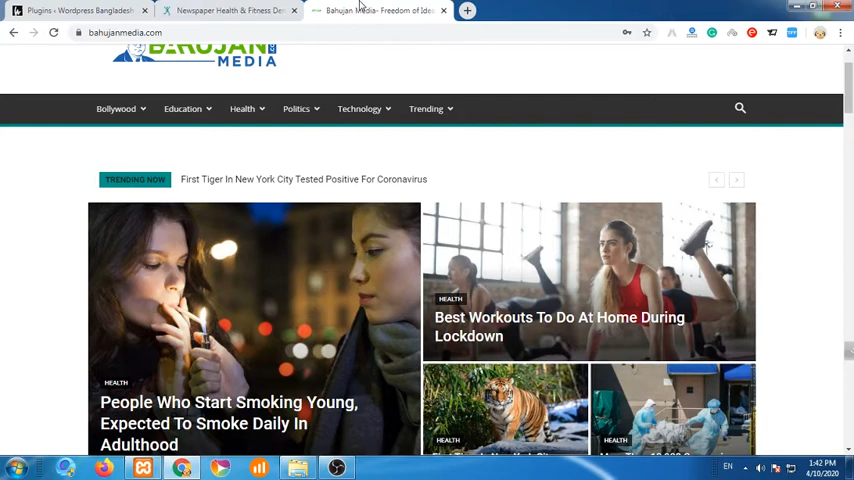 Plugins ‹ Wordpress Bangladesh
Newspaper Health & Fitness De
Bahujan Media- Freedom of Idea
bahujanmedia.com
BAHUJAN
MEDIA
Bollywood
Education
Health
Politics
Technology
Trending
TRENDING NOW
First Tiger In New York City Tested Positive For Coronavirus
HEALTH
Best Workouts To Do At Home During
Lockdown
HEALTH
People Who Start Smoking Young,
Expected To Smoke Daily In
Adulthood
HEALTH
HEALTH
EN
1:42 PM
4/10/2020